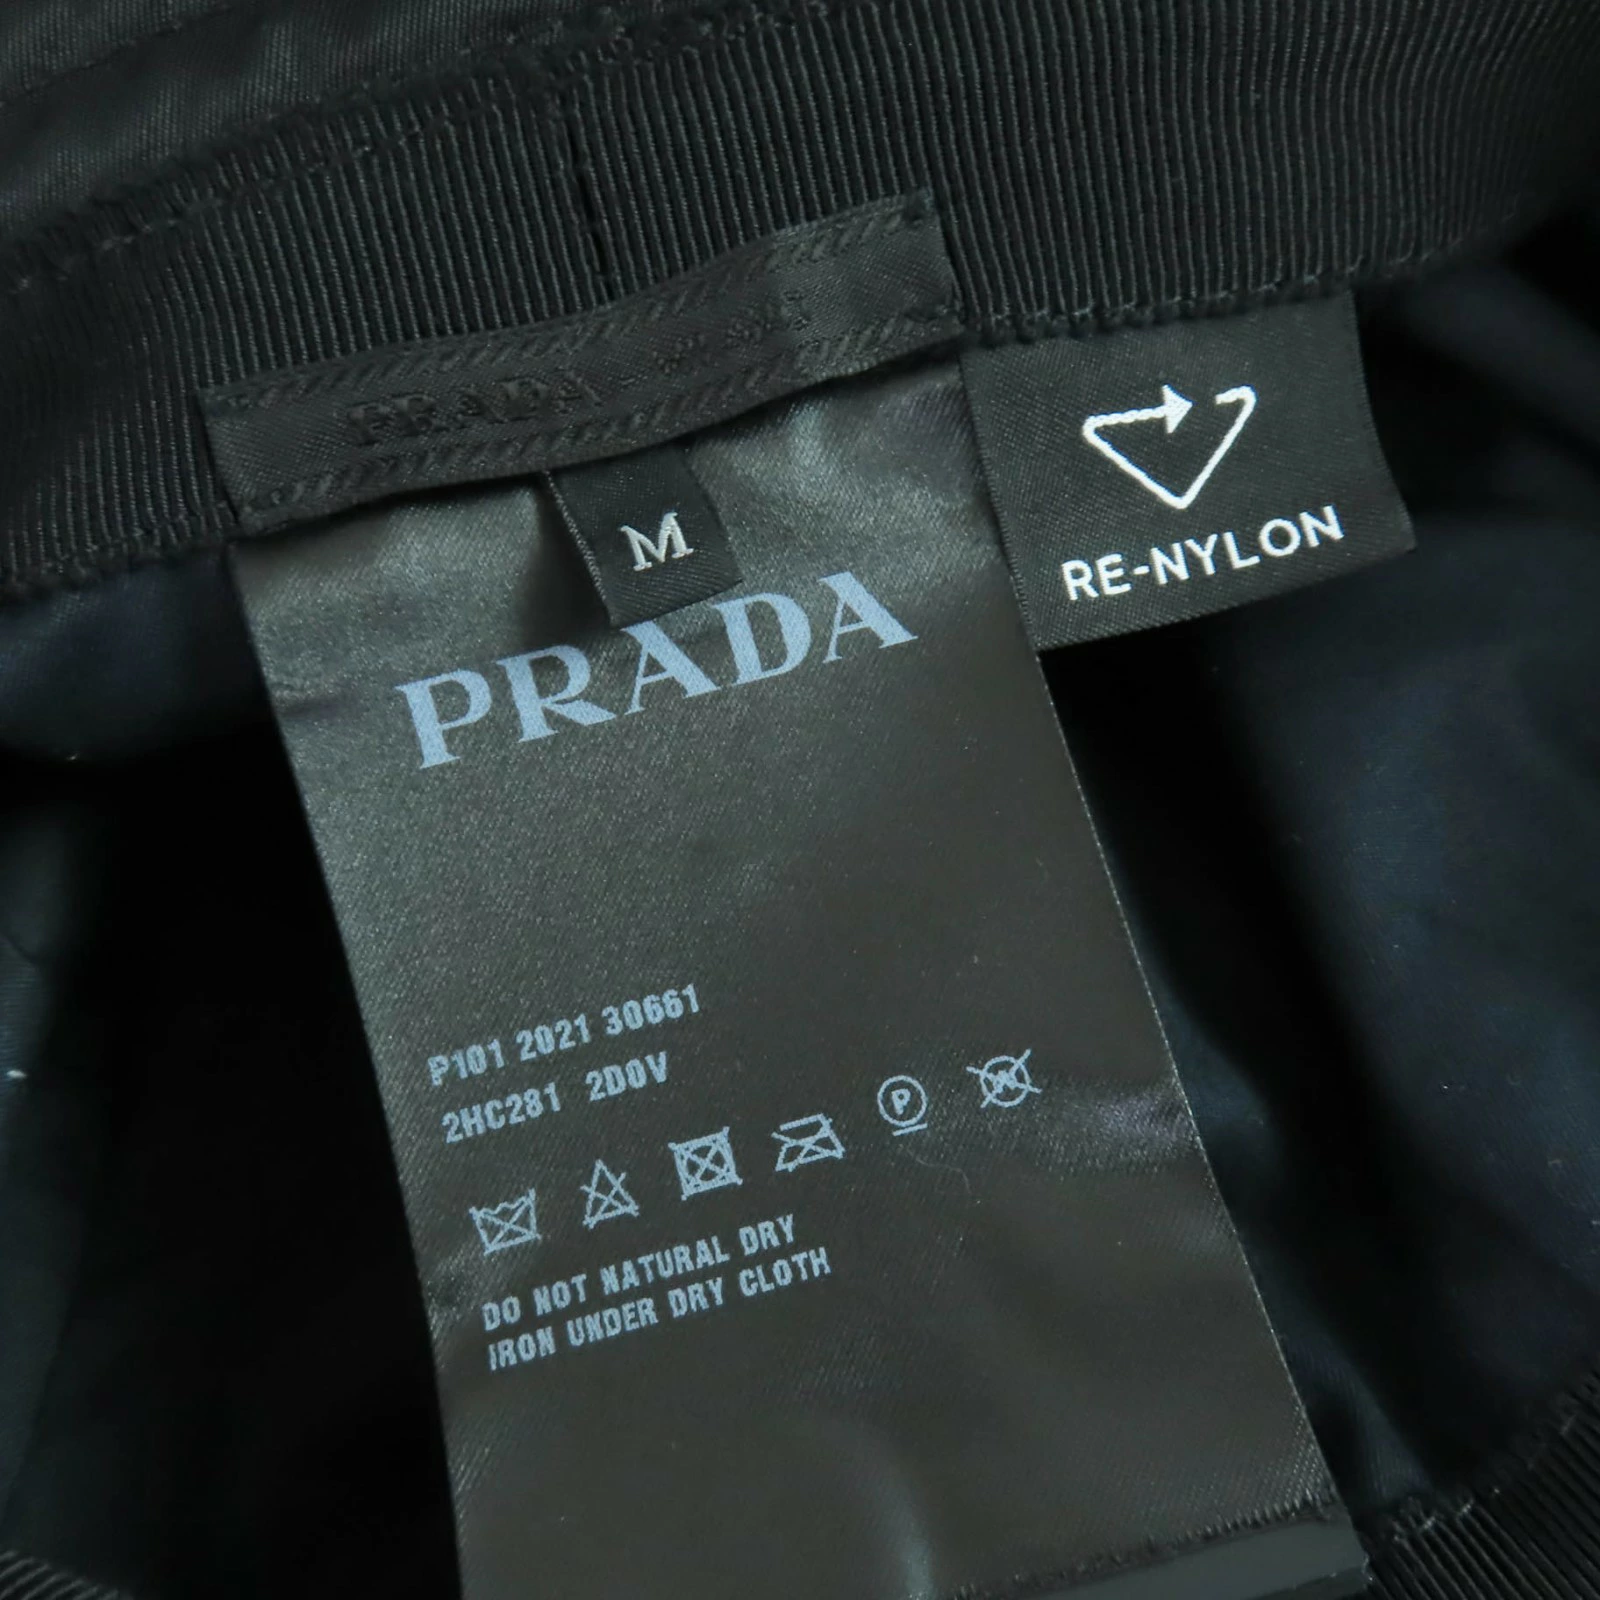 PRADA
M
RE-NYLON
PRADA
P101 2021 30661
2HC281 2D0V
P
DO NOT NATURAL DRY
IRON UNDER DRY CLOTH